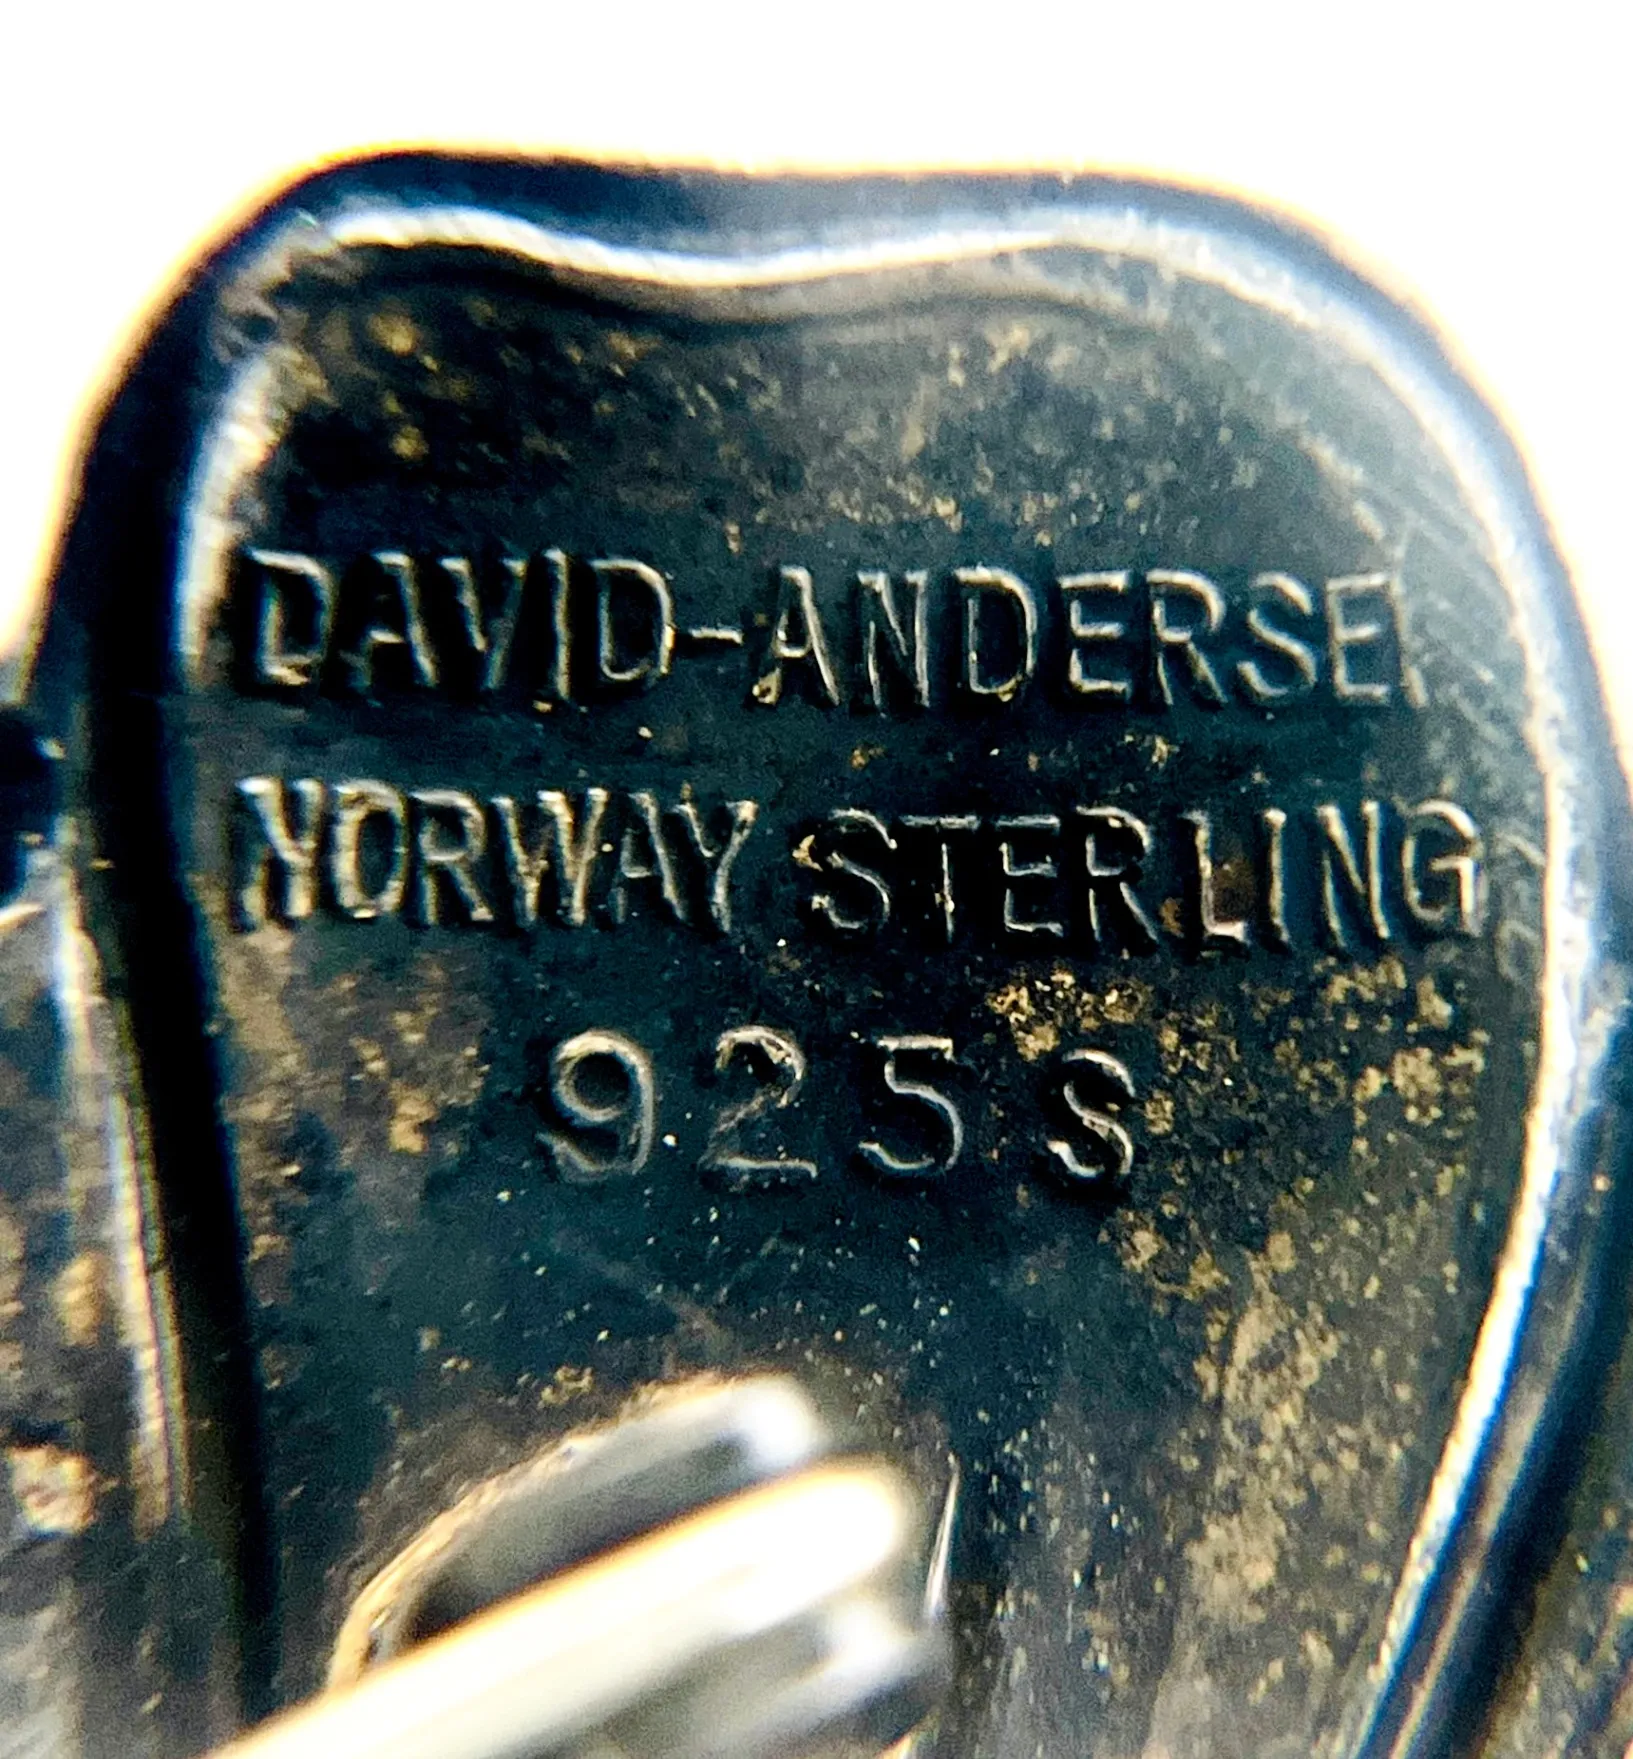 DAVID-ANDERSEN
NORWAY STERLING
925S